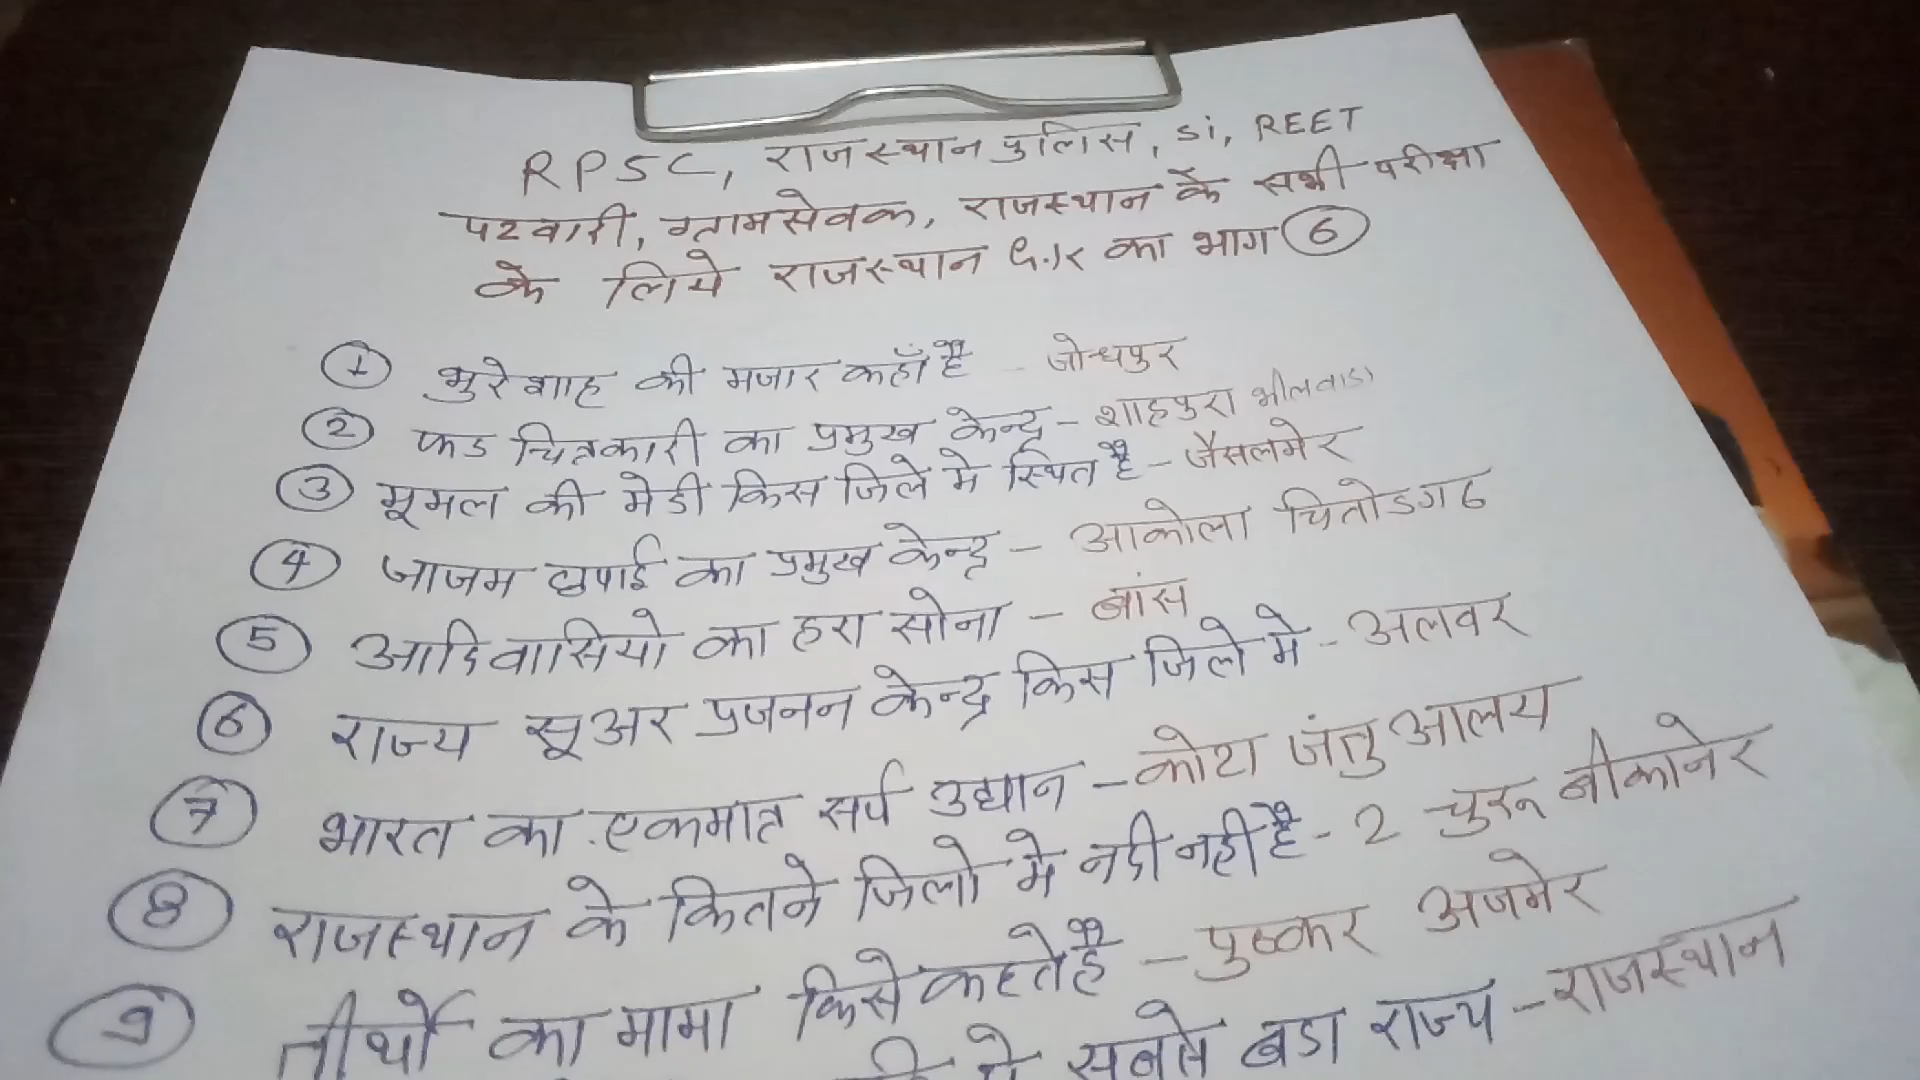 RPSC, राजस्थान पुलिस, si, REET
पटवारी, ग्रामसेवक, राजस्थान के सभी परीक्षा
के लिये राजस्थान G.K का भाग 6
1 भुरेशाह की मजार कहाँ है - जोधपुर
2 फड चित्रकारी का प्रमुख केन्द्र - शाहपुरा भीलवाडा
3 मूमल की मेडी किस जिले मे स्थित है - जैसलमेर
4 जाजम छपाई का प्रमुख केन्द्र - आकोला चितोडगढ
5 आदिवासियो का हरा सोना - बांस
6 राज्य सूअर प्रजनन केन्द्र किस जिले मे - अलवर
7 भारत का एकमात्र सर्प उद्यान - कोटा जंतुआलय
8 राजस्थान के कितने जिलो मे नदी नही है - 2 चुरू बीकानेर
9 तीर्थो का मामा किसे कहते है - पुष्कर अजमेर
सबसे बडा राज्य - राजस्थान